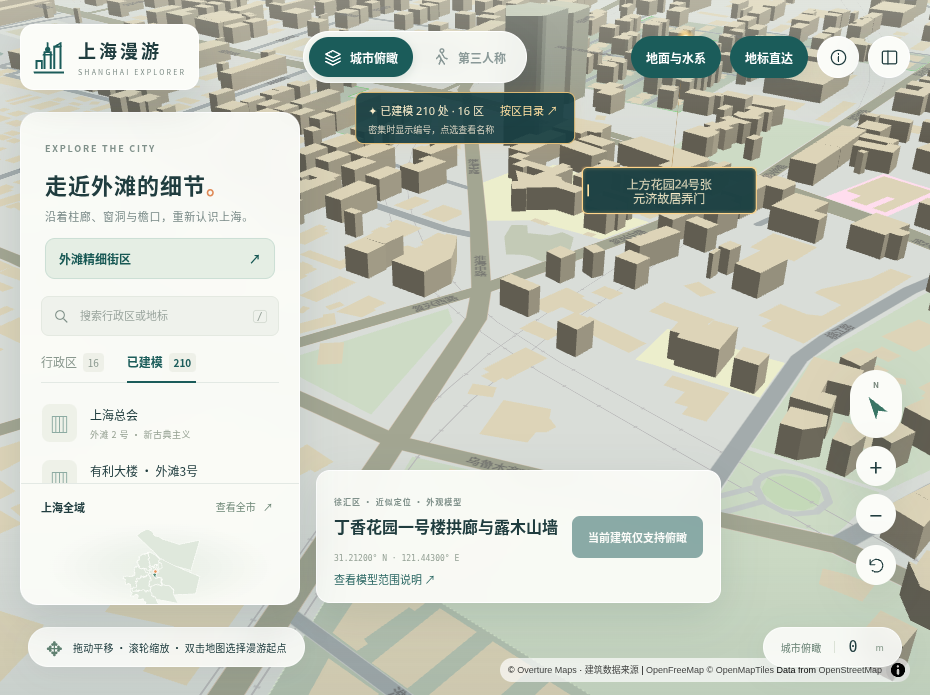 上海漫游
SHANGHAI EXPLORER
城市俯瞰
第三人称
地面与水系
地标直达
✦ 已建模 210 处 · 16 区 按区目录 ↗
密集时显示编号，点选查看名称
上方花园24号张
元济故居弄门
EXPLORE THE CITY
走近外滩的细节。
沿着柱廊、窗洞与檐口，重新认识上海。
外滩精细街区 ↗
搜索行政区或地标 /
行政区 16 已建模 210
上海总会
外滩 2 号 · 新古典主义
有利大楼 · 外滩3号
上海全域 查看全市 ↗
徐汇区 · 近似定位 · 外观模型
丁香花园一号楼拱廊与露木山墙
当前建筑仅支持俯瞰
31.21200° N · 121.44300° E
查看模型范围说明 ↗
N
+
−
拖动平移 · 滚轮缩放 · 双击地图选择漫游起点
城市俯瞰 0 m
© Overture Maps · 建筑数据来源 | OpenFreeMap © OpenMapTiles Data from OpenStreetMap